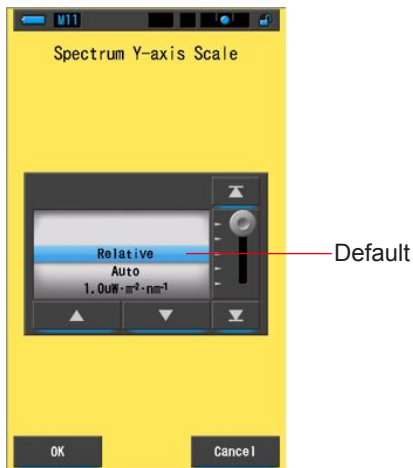 M11
Spectrum Y-axis Scale
Relative
Default
Auto
1.0uW·m⁻²·nm⁻¹
OK
Cancel